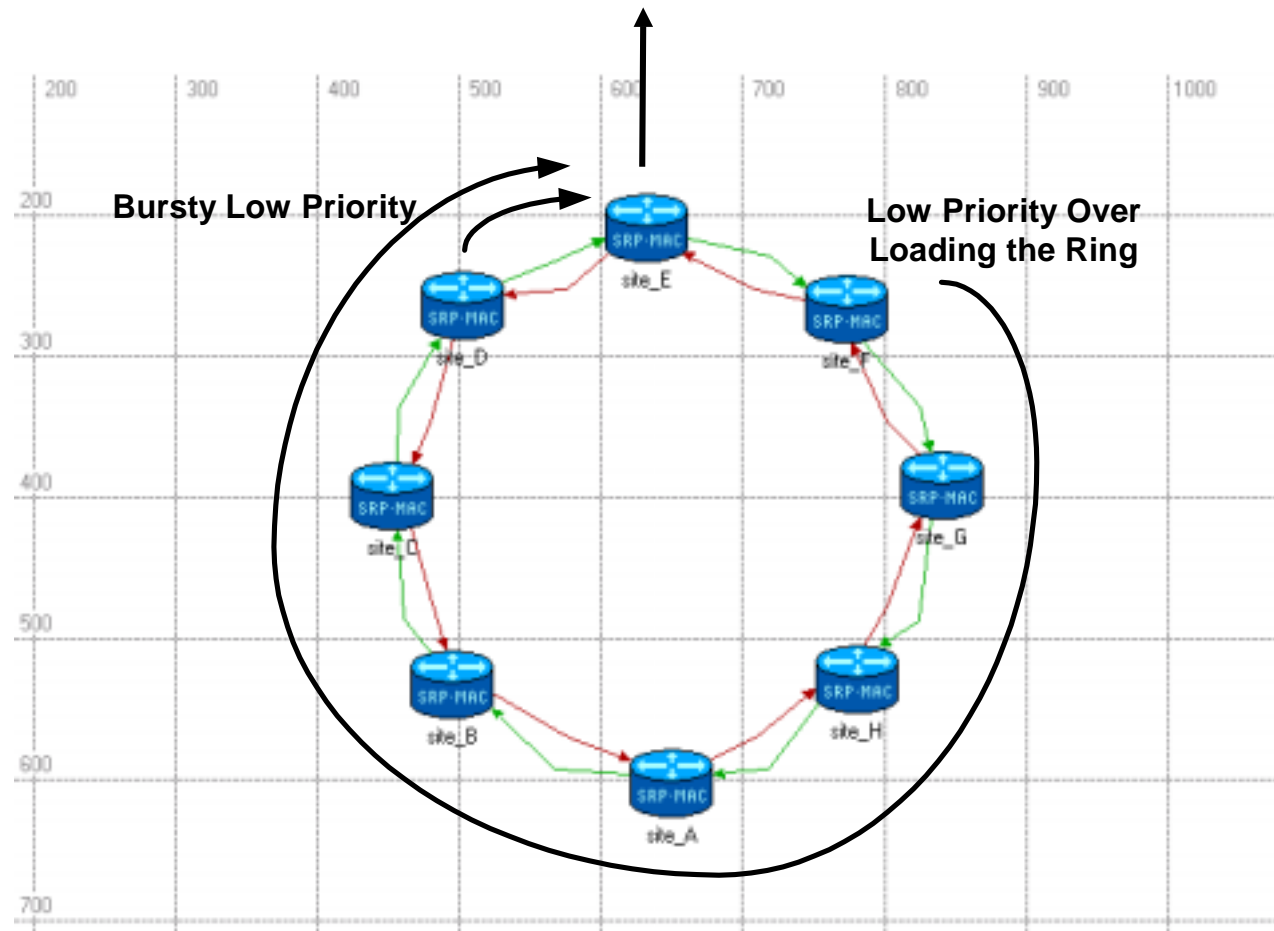 200 300 400 500 600 700 800 900 1000
200
Bursty Low Priority
Low Priority Over
Loading the Ring
SRP-MAC
site_E
SRP-MAC
site_D
SRP-MAC
site_F
300
SRP-MAC
site_C
SRP-MAC
site_G
400
500
SRP-MAC
site_B
SRP-MAC
site_H
600
SRP-MAC
site_A
700